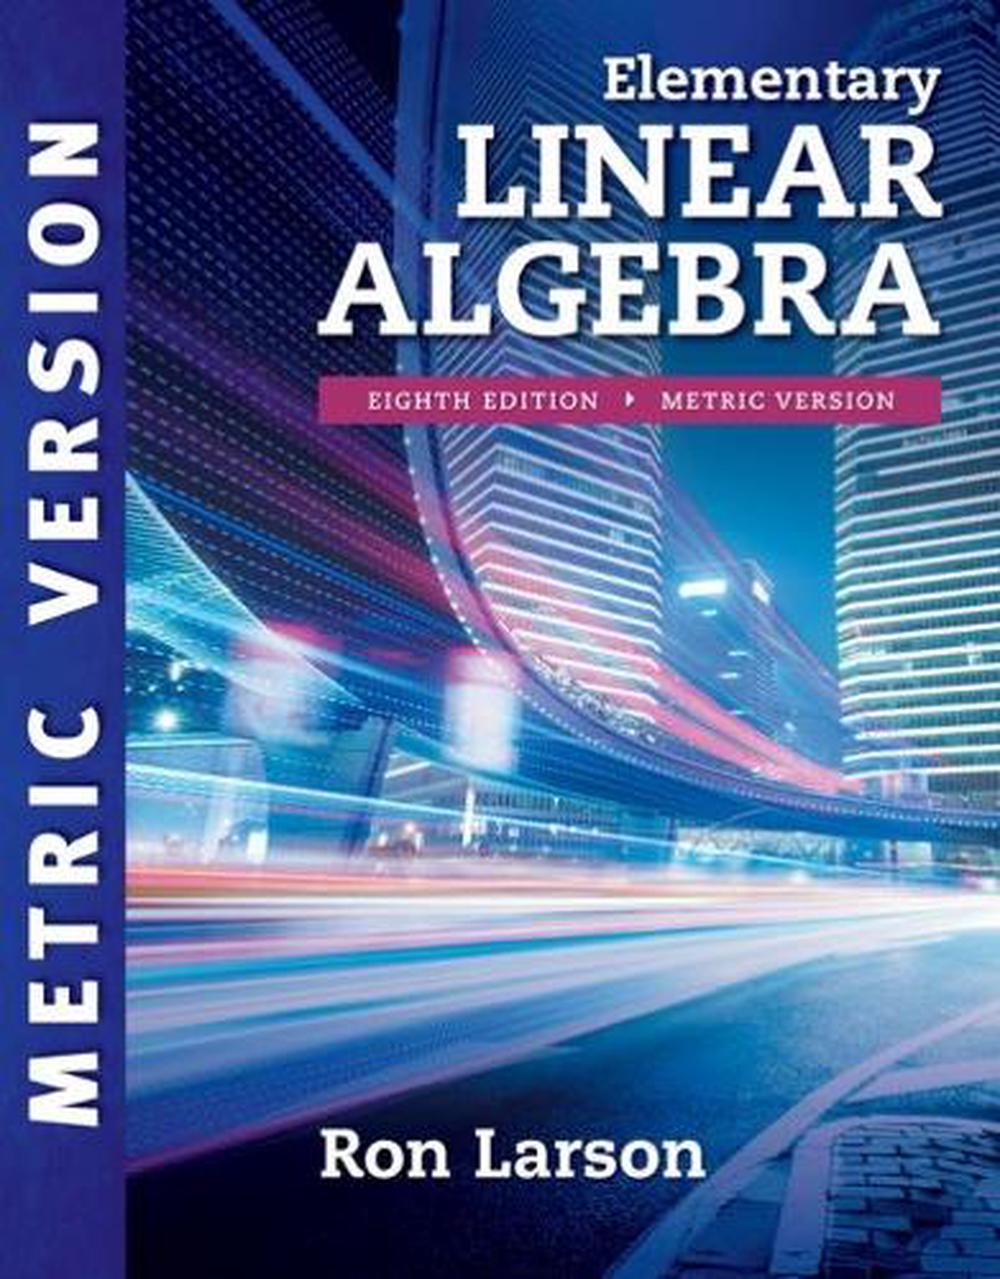 METRIC VERSION
Elementary
LINEAR
ALGEBRA
EIGHTH EDITION METRIC VERSION
Ron Larson